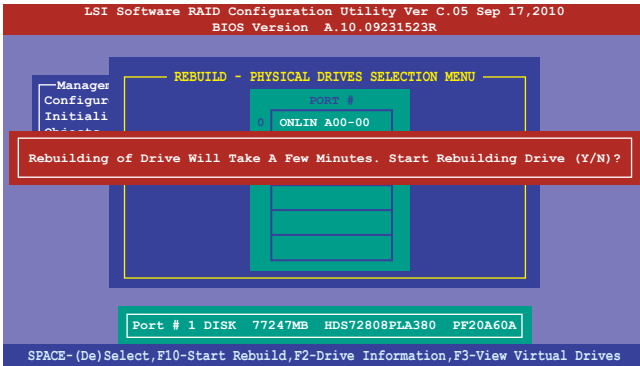 LSI Software RAID Configuration Utility Ver C.05 Sep 17,2010
BIOS Version A.10.09231523R
REBUILD - PHYSICAL DRIVES SELECTION MENU
Managem
Configur
PORT #
Initiali
0 ONLIN A00-00
Objects
Rebuilding of Drive Will Take A Few Minutes. Start Rebuilding Drive (Y/N)?
Port # 1 DISK 77247MB HDS72808PLA380 PF20A60A
SPACE-(De)Select,F10-Start Rebuild,F2-Drive Information,F3-View Virtual Drives